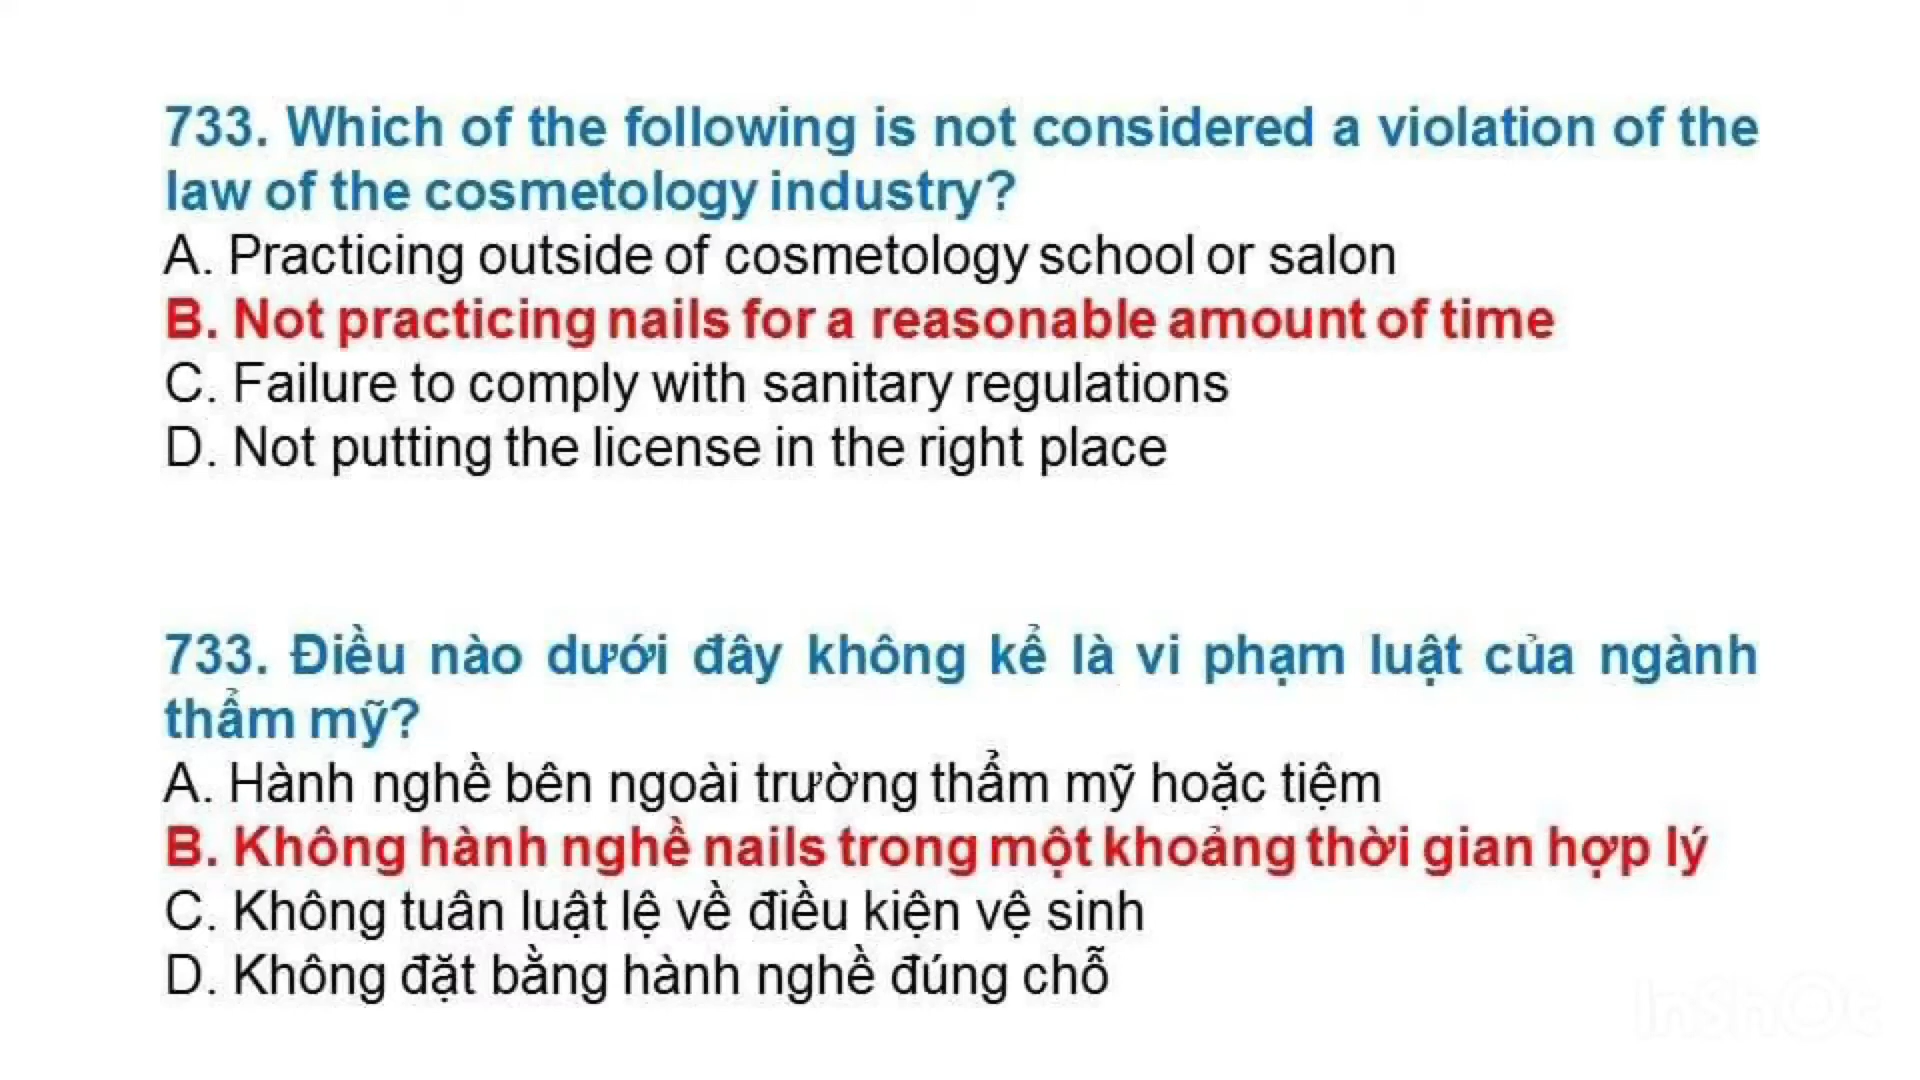 733. Which of the following is not considered a violation of the
law of the cosmetology industry?
A. Practicing outside of cosmetology school or salon
B. Not practicing nails for a reasonable amount of time
C. Failure to comply with sanitary regulations
D. Not putting the license in the right place
733. Điều nào dưới đây không kể là vi phạm luật của ngành
thẩm mỹ?
A. Hành nghề bên ngoài trường thẩm mỹ hoặc tiệm
B. Không hành nghề nails trong một khoảng thời gian hợp lý
C. Không tuân luật lệ về điều kiện vệ sinh
D. Không đặt bằng hành nghề đúng chỗ
InShOt